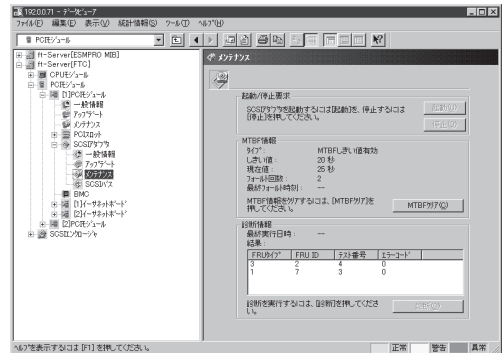 192.0.0.71 - ﾃﾞｰﾀﾋﾞｭｰｱ
ﾌｧｲﾙ(F) 編集(E) 表示(V) 統計情報(S) ﾂｰﾙ(T) ﾍﾙﾌﾟ(H)
PCIﾓｼﾞｭｰﾙ
ft-Server[ESMPRO MIB]
ft-Server[FTC]
CPUﾓｼﾞｭｰﾙ
PCIﾓｼﾞｭｰﾙ
[1]PCIﾓｼﾞｭｰﾙ
一般情報
ｱｯﾌﾟﾃﾞｰﾄ
ﾒﾝﾃﾅﾝｽ
PCIｽﾛｯﾄ
SCSIｱﾀﾞﾌﾟﾀ
一般情報
ｱｯﾌﾟﾃﾞｰﾄ
ﾒﾝﾃﾅﾝｽ
SCSIﾊﾞｽ
BMC
[1]ｲｰｻﾈｯﾄﾎﾞｰﾄﾞ
[2]ｲｰｻﾈｯﾄﾎﾞｰﾄﾞ
[2]PCIﾓｼﾞｭｰﾙ
SCSIｴﾝｸﾛｰｼﾞｬ
ﾒﾝﾃﾅﾝｽ
起動/停止要求
SCSIｱﾀﾞﾌﾟﾀを起動するには[起動]を、停止するには
[停止]を押してください。
起動(U)
停止(D)
MTBF情報
ﾀｲﾌﾟ: MTBFしきい値有効
しきい値: 20 秒
現在値: 25 秒
ﾌｫｰﾙﾄ回数: 2
最終ﾌｫｰﾙﾄ時刻: ---
MTBF情報をｸﾘｱするには、[MTBFｸﾘｱ]を
押してください。
MTBFｸﾘｱ(C)
診断情報
最終実行日時: ---
結果:
FRUﾀｲﾌﾟ FRU ID ﾃｽﾄ番号 ｴﾗｰｺｰﾄﾞ
3 2 4 0
1 7 3 0
診断を実行するには、[診断]を押してくださ
い。
ﾍﾙﾌﾟを表示するには [F1] を押してください。
正常 警告 異常